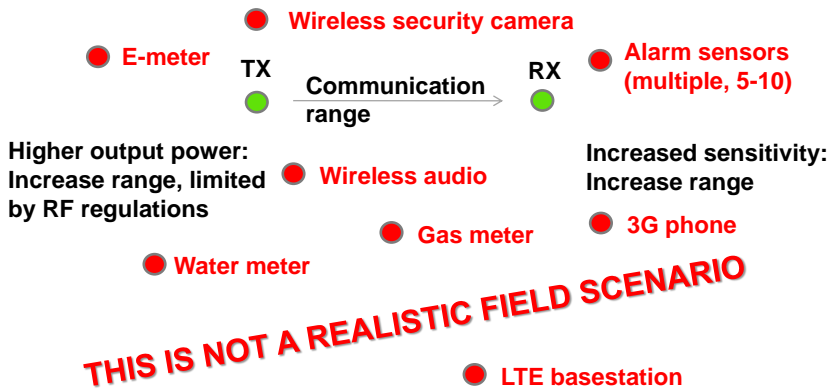 Wireless security camera
E-meter
TX
Communication
range
RX
Alarm sensors
(multiple, 5-10)
Higher output power:
Increase range, limited
by RF regulations
Wireless audio
Increased sensitivity:
Increase range
Gas meter
3G phone
Water meter
THIS IS NOT A REALISTIC FIELD SCENARIO
LTE basestation